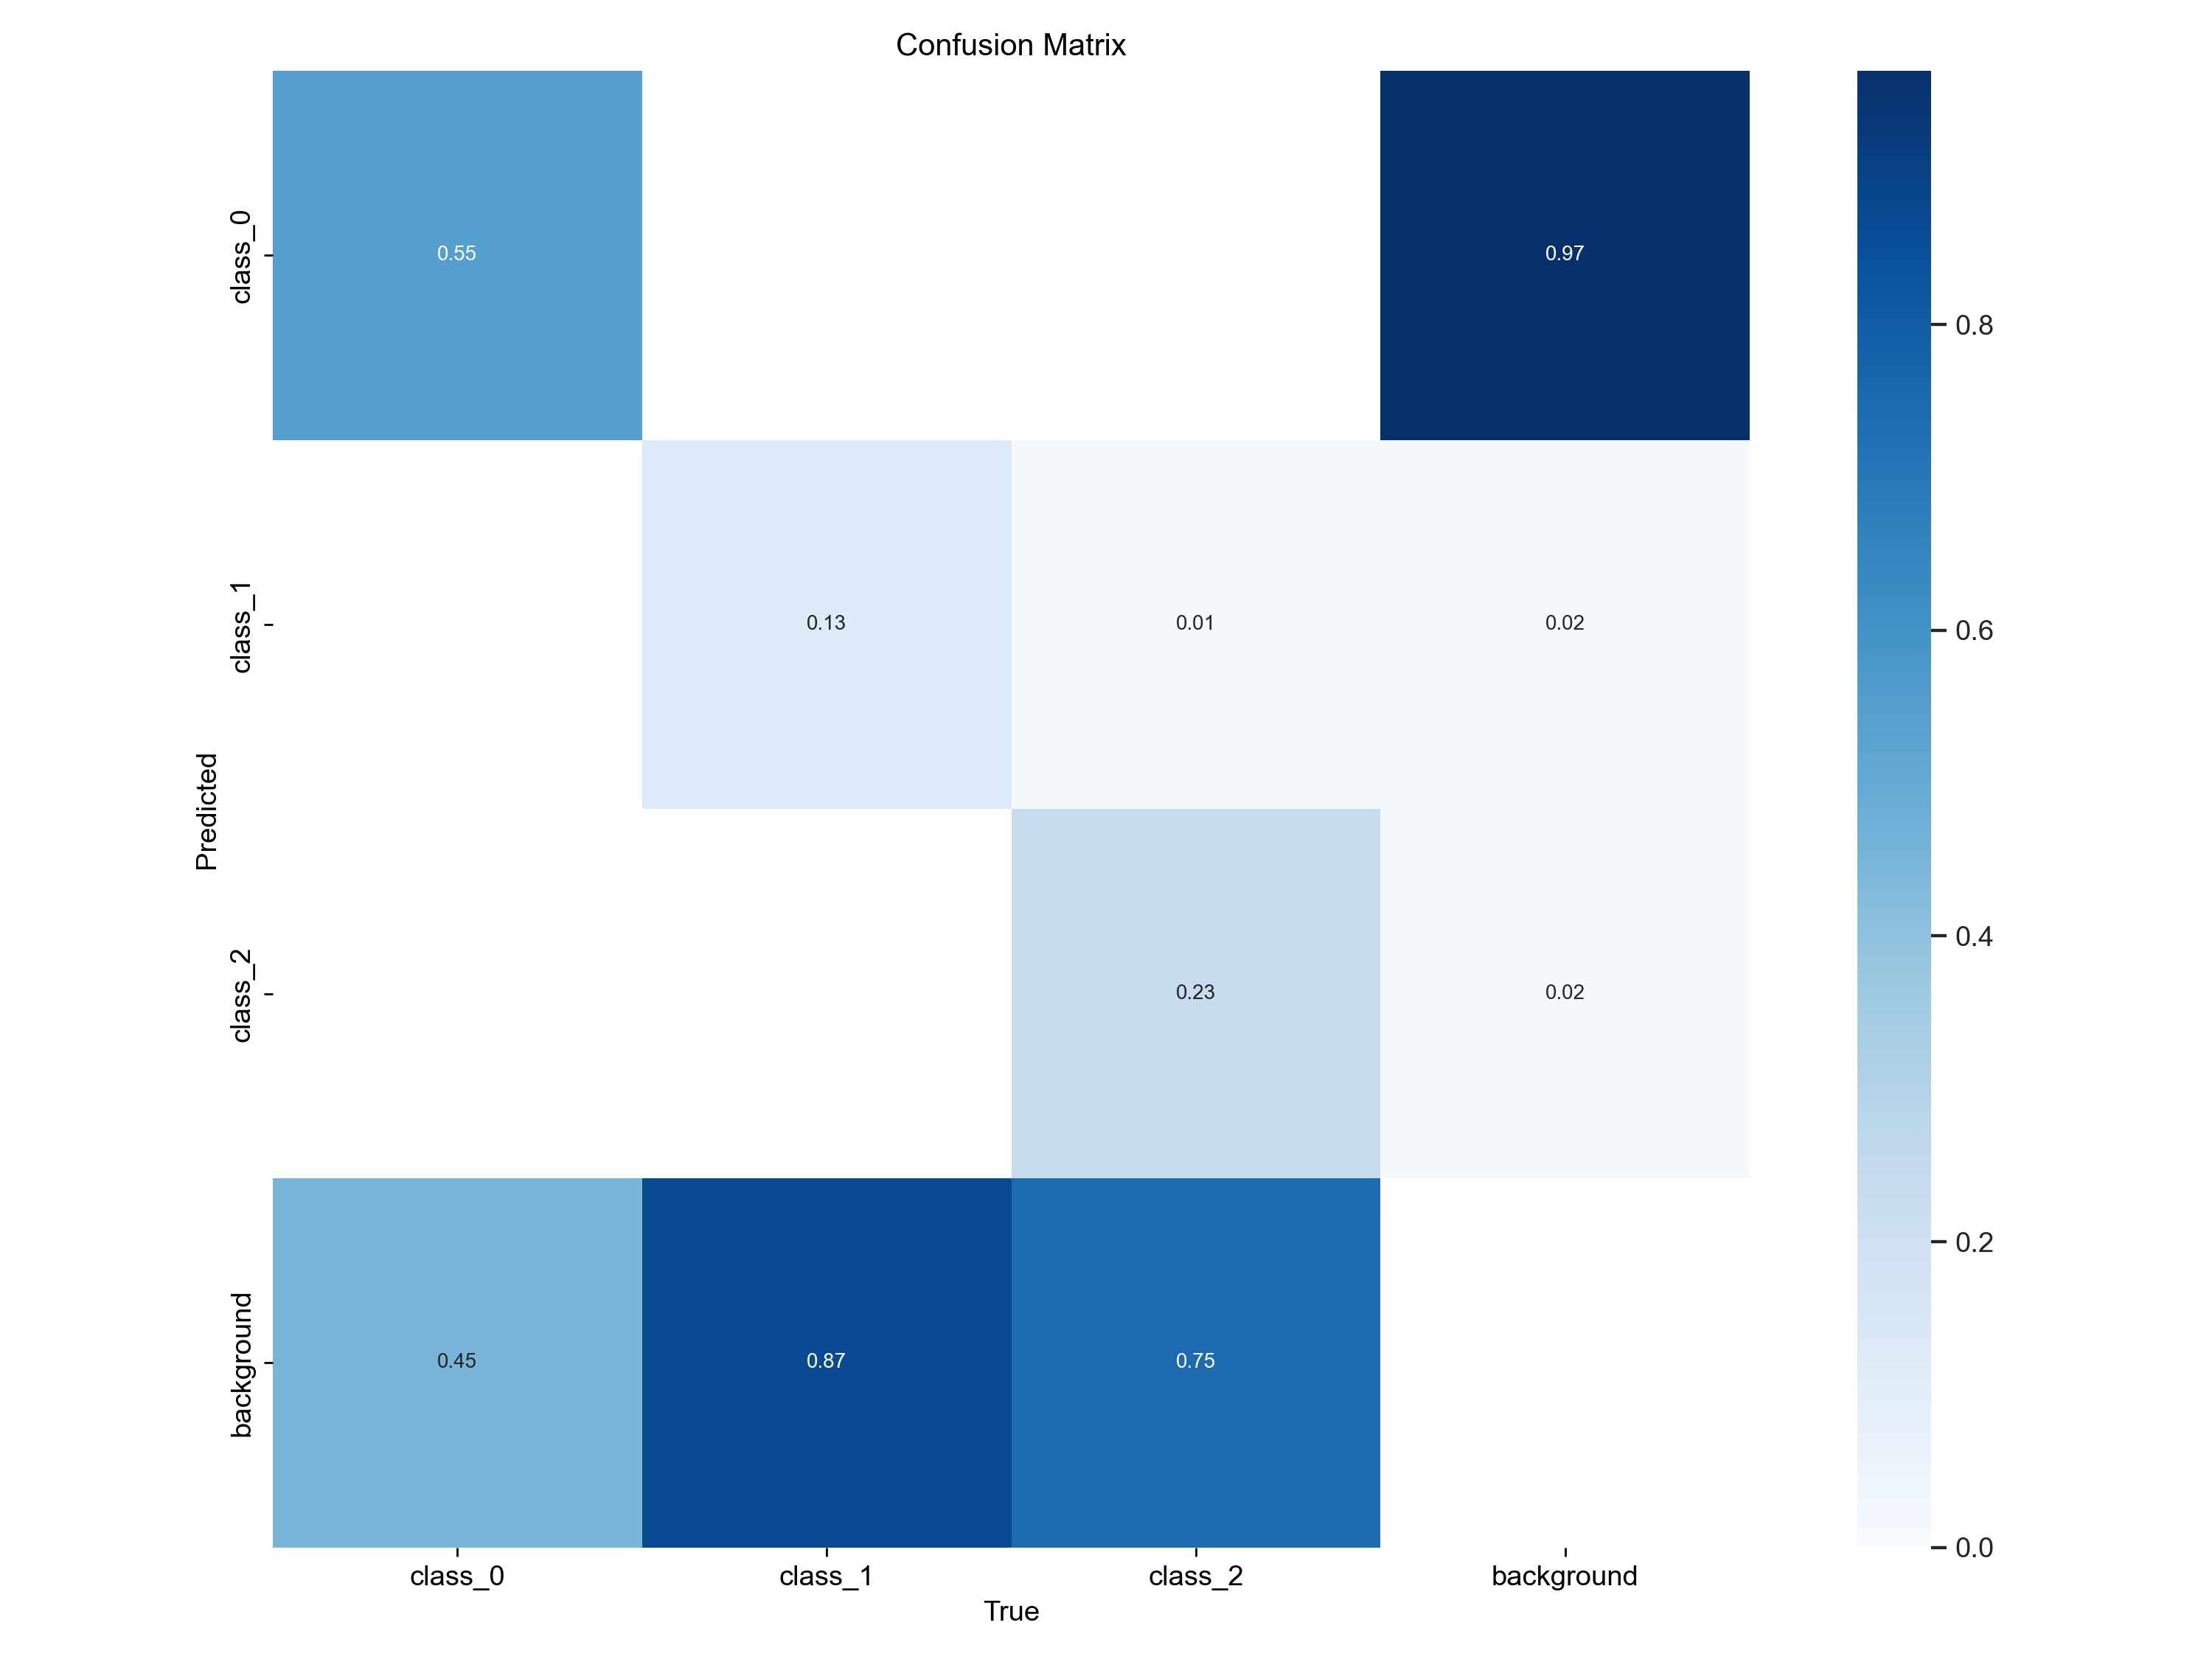 Confusion Matrix
class_0
0.55
0.97
0.8
class_1
0.13
0.01
0.02
0.6
Predicted
class_2
0.23
0.02
0.4
background
0.45
0.87
0.75
0.2
0.0
class_0
class_1
class_2
background
True